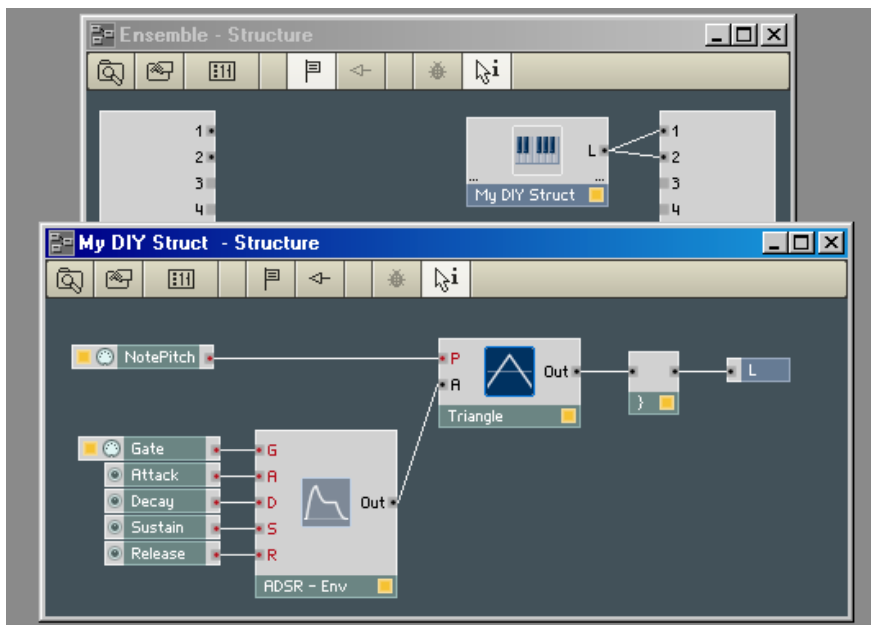 Ensemble - Structure
1
2
3
4
L
1
2
3
4
...
...
My DIY Struct
My DIY Struct - Structure
NotePitch
P
A
Out
Triangle
}
L
Gate
Attack
Decay
Sustain
Release
G
A
D
S
R
Out
ADSR - Env